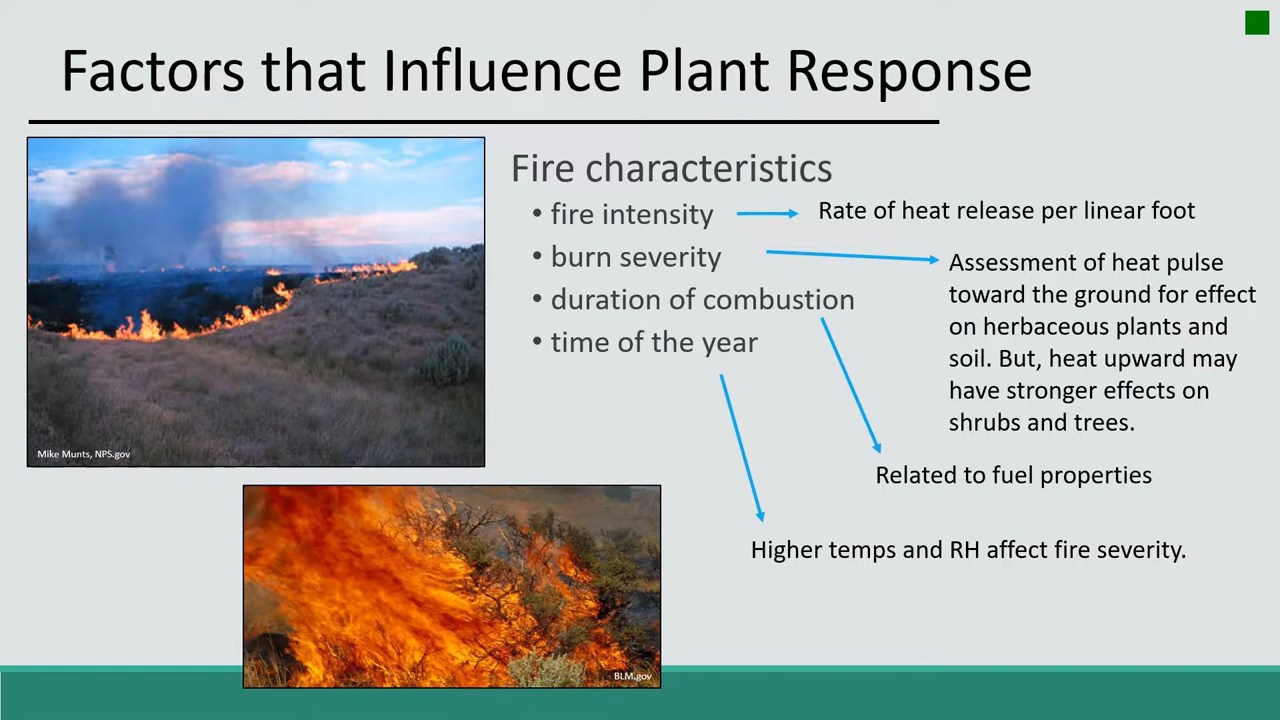 Factors that Influence Plant Response
Fire characteristics
• fire intensity
Rate of heat release per linear foot
• burn severity
Assessment of heat pulse
toward the ground for effect
on herbaceous plants and
soil. But, heat upward may
have stronger effects on
shrubs and trees.
• duration of combustion
• time of the year
Related to fuel properties
Higher temps and RH affect fire severity.
Mike Munts, NPS.gov
BLM.gov